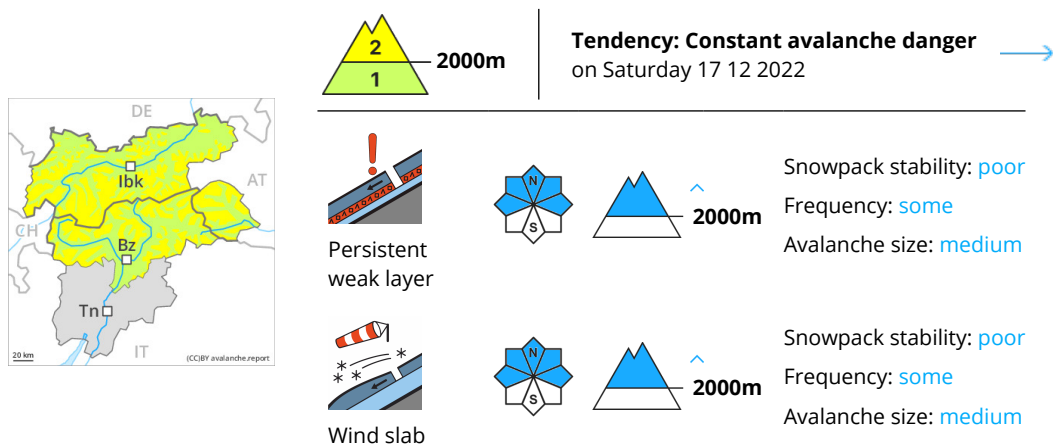 2
1
2000m
Tendency: Constant avalanche danger
on Saturday 17 12 2022
DE
Ibk
AT
CH
Bz
Tn
IT
20 km
(CC)BY avalanche.report
Persistent
weak layer
N
S
2000m
Snowpack stability: poor
Frequency: some
Avalanche size: medium
Wind slab
N
S
2000m
Snowpack stability: poor
Frequency: some
Avalanche size: medium